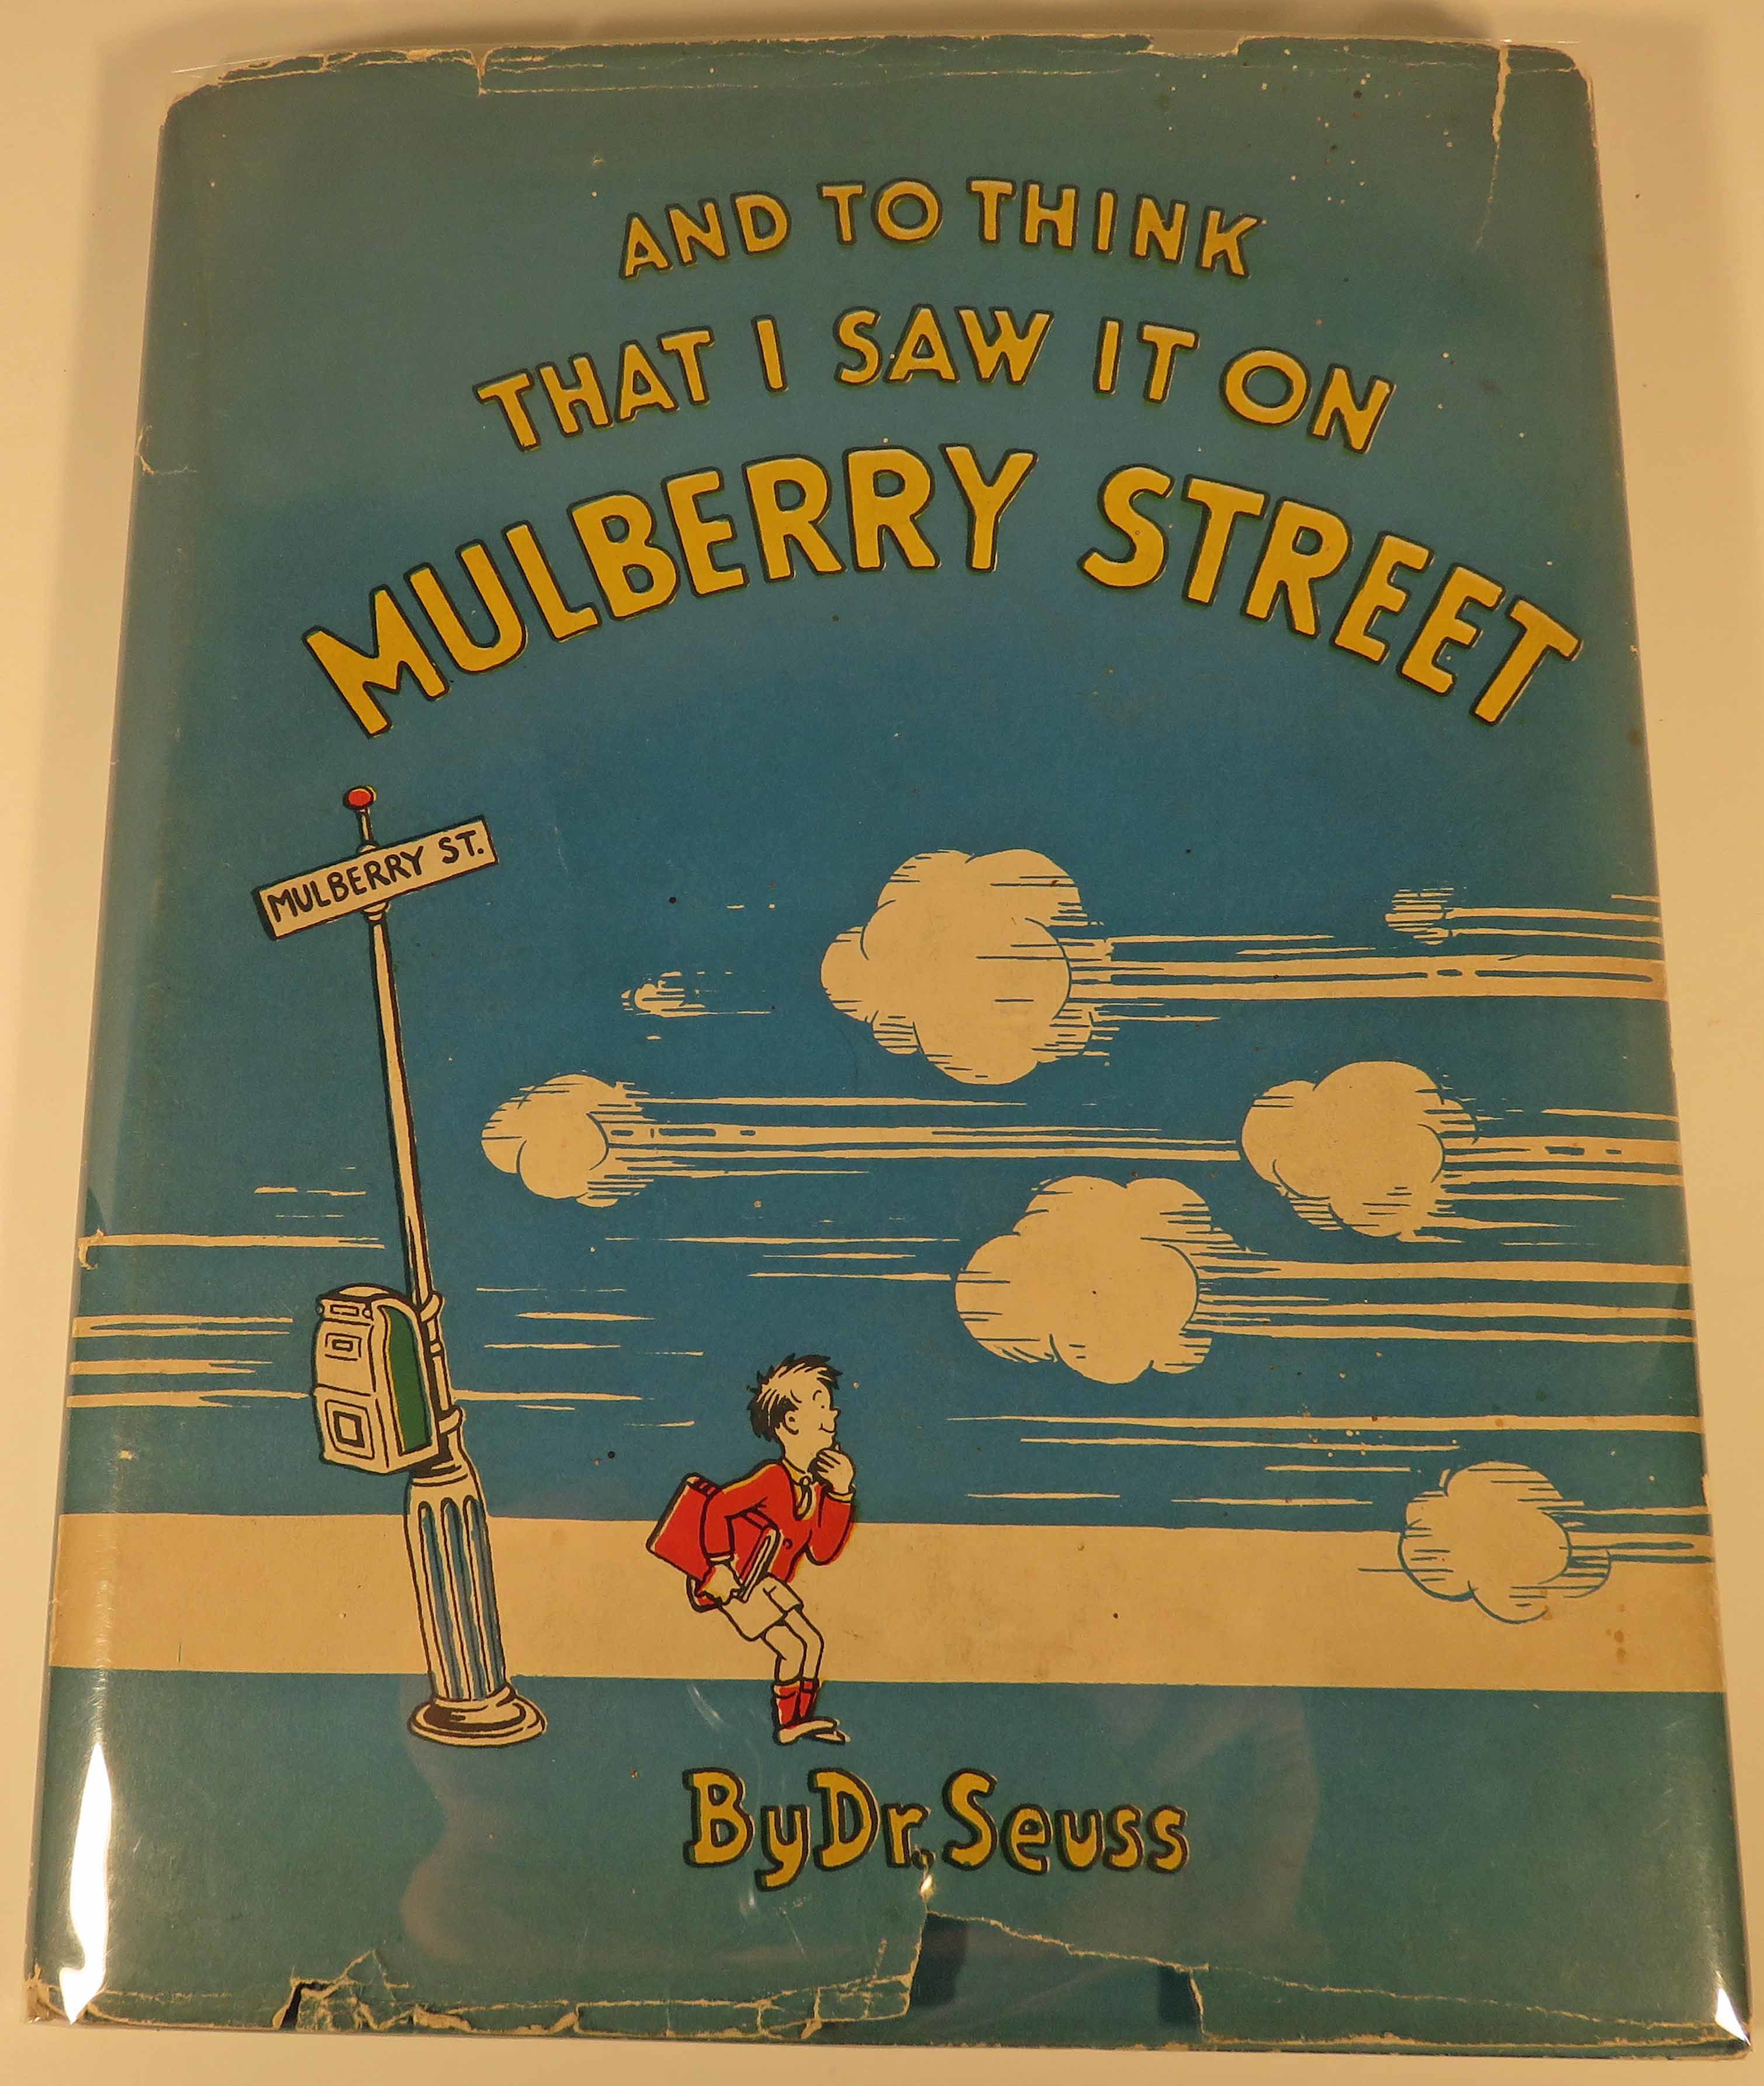 AND TO THINK
THAT I SAW IT ON
MULBERRY STREET
MULBERRY ST.
By Dr. Seuss